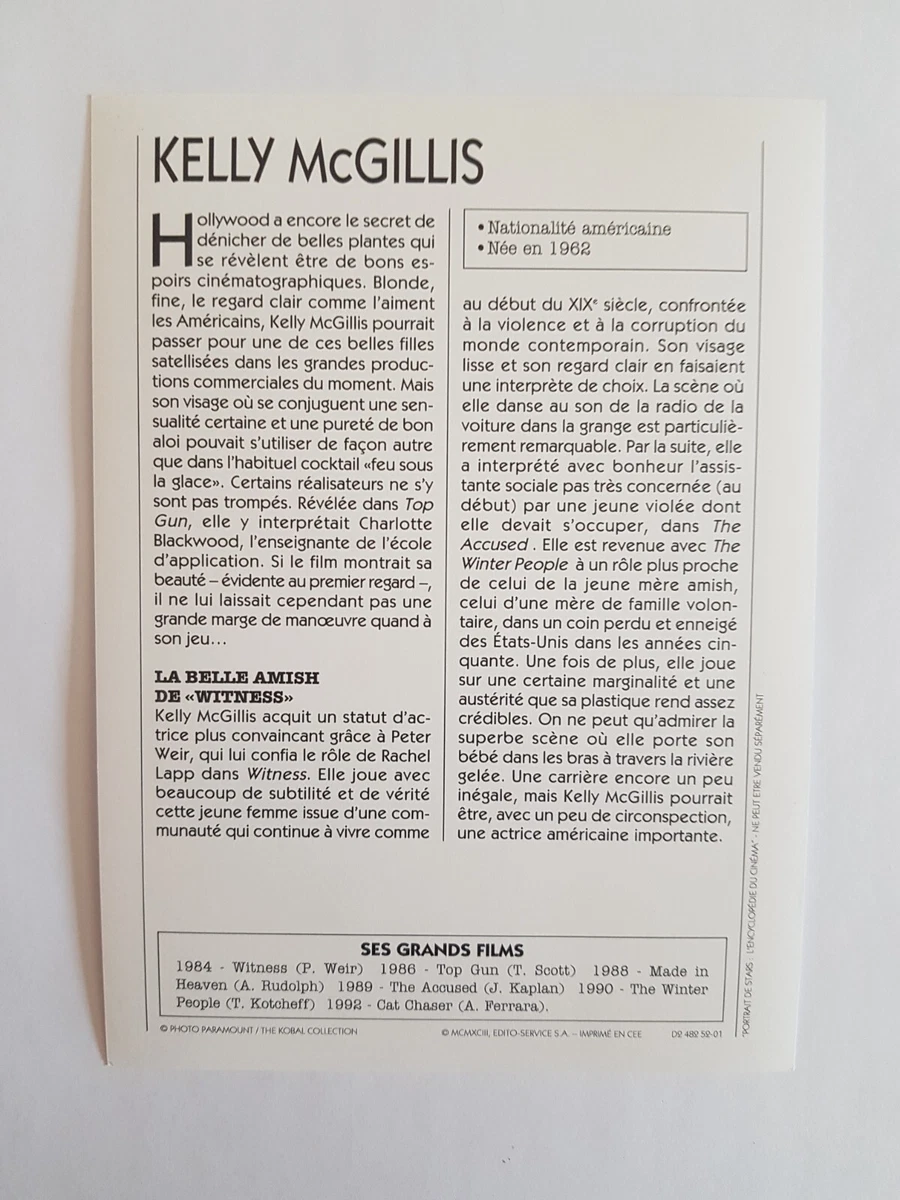 KELLY McGILLIS
Hollywood a encore le secret de
dénicher de belles plantes qui
se révèlent être de bons es-
poirs cinématographiques. Blonde,
fine, le regard clair comme l'aiment
les Américains, Kelly McGillis pourrait
passer pour une de ces belles filles
satellisées dans les grandes produc-
tions commerciales du moment. Mais
son visage où se conjuguent une sen-
sualité certaine et une pureté de bon
aloi pouvait s'utiliser de façon autre
que dans l'habituel cocktail «feu sous
la glace». Certains réalisateurs ne s'y
sont pas trompés. Révélée dans Top
Gun, elle y interprétait Charlotte
Blackwood, l'enseignante de l'école
d'application. Si le film montrait sa
beauté – évidente au premier regard –,
il ne lui laissait cependant pas une
grande marge de manœuvre quand à
son jeu...
LA BELLE AMISH
DE «WITNESS»
Kelly McGillis acquit un statut d'ac-
trice plus convaincant grâce à Peter
Weir, qui lui confia le rôle de Rachel
Lapp dans Witness. Elle joue avec
beaucoup de subtilité et de vérité
cette jeune femme issue d'une com-
munauté qui continue à vivre comme
• Nationalité américaine
• Née en 1962
au début du XIXe siècle, confrontée
à la violence et à la corruption du
monde contemporain. Son visage
lisse et son regard clair en faisaient
une interprète de choix. La scène où
elle danse au son de la radio de la
voiture dans la grange est particuliè-
rement remarquable. Par la suite, elle
a interprété avec bonheur l'assis-
tante sociale pas très concernée (au
début) par une jeune violée dont
elle devait s'occuper, dans The
Accused . Elle est revenue avec The
Winter People à un rôle plus proche
de celui de la jeune mère amish,
celui d'une mère de famille volon-
taire, dans un coin perdu et enneigé
des États-Unis dans les années cin-
quante. Une fois de plus, elle joue
sur une certaine marginalité et une
austérité que sa plastique rend assez
crédibles. On ne peut qu'admirer la
superbe scène où elle porte son
bébé dans les bras à travers la rivière
gelée. Une carrière encore un peu
inégale, mais Kelly McGillis pourrait
être, avec un peu de circonspection,
une actrice américaine importante.
SES GRANDS FILMS
1984 - Witness (P. Weir) 1986 - Top Gun (T. Scott) 1988 - Made in
Heaven (A. Rudolph) 1989 - The Accused (J. Kaplan) 1990 - The Winter
People (T. Kotcheff) 1992 - Cat Chaser (A. Ferrara).
© PHOTO PARAMOUNT / THE KOBAL COLLECTION © MCMXCIII, EDITO-SERVICE S.A. – IMPRIMÉ EN CEE D2 482 52-01
"PORTRAIT DE STARS : L'ENCYCLOPÉDIE DU CINÉMA" - NE PEUT ETRE VENDU SÉPARÉMENT